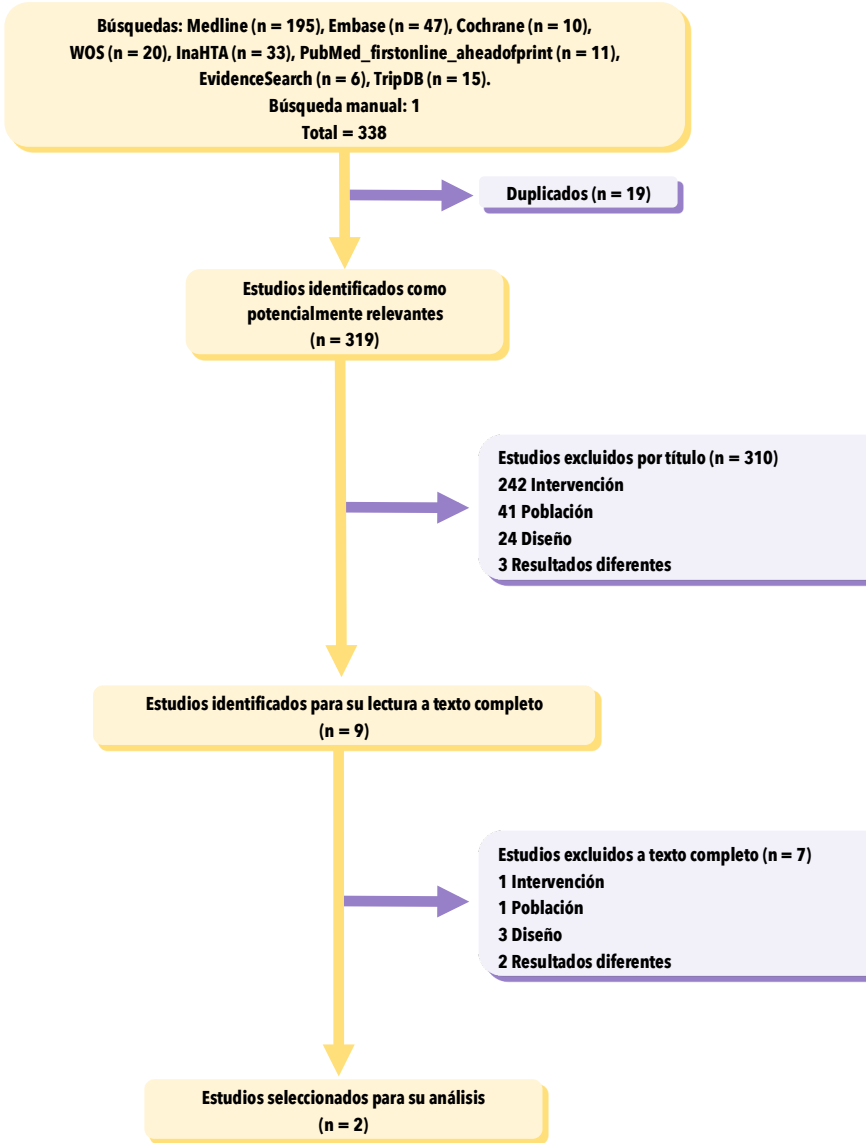 Búsquedas: Medline (n = 195), Embase (n = 47), Cochrane (n = 10),
WOS (n = 20), InaHTA (n = 33), PubMed_firstonline_aheadofprint (n = 11),
EvidenceSearch (n = 6), TripDB (n = 15).
Búsqueda manual: 1
Total = 338
Duplicados (n = 19)
Estudios identificados como
potencialmente relevantes
(n = 319)
Estudios excluidos por título (n = 310)
242 Intervención
41 Población
24 Diseño
3 Resultados diferentes
Estudios identificados para su lectura a texto completo
(n = 9)
Estudios excluidos a texto completo (n = 7)
1 Intervención
1 Población
3 Diseño
2 Resultados diferentes
Estudios seleccionados para su análisis
(n = 2)